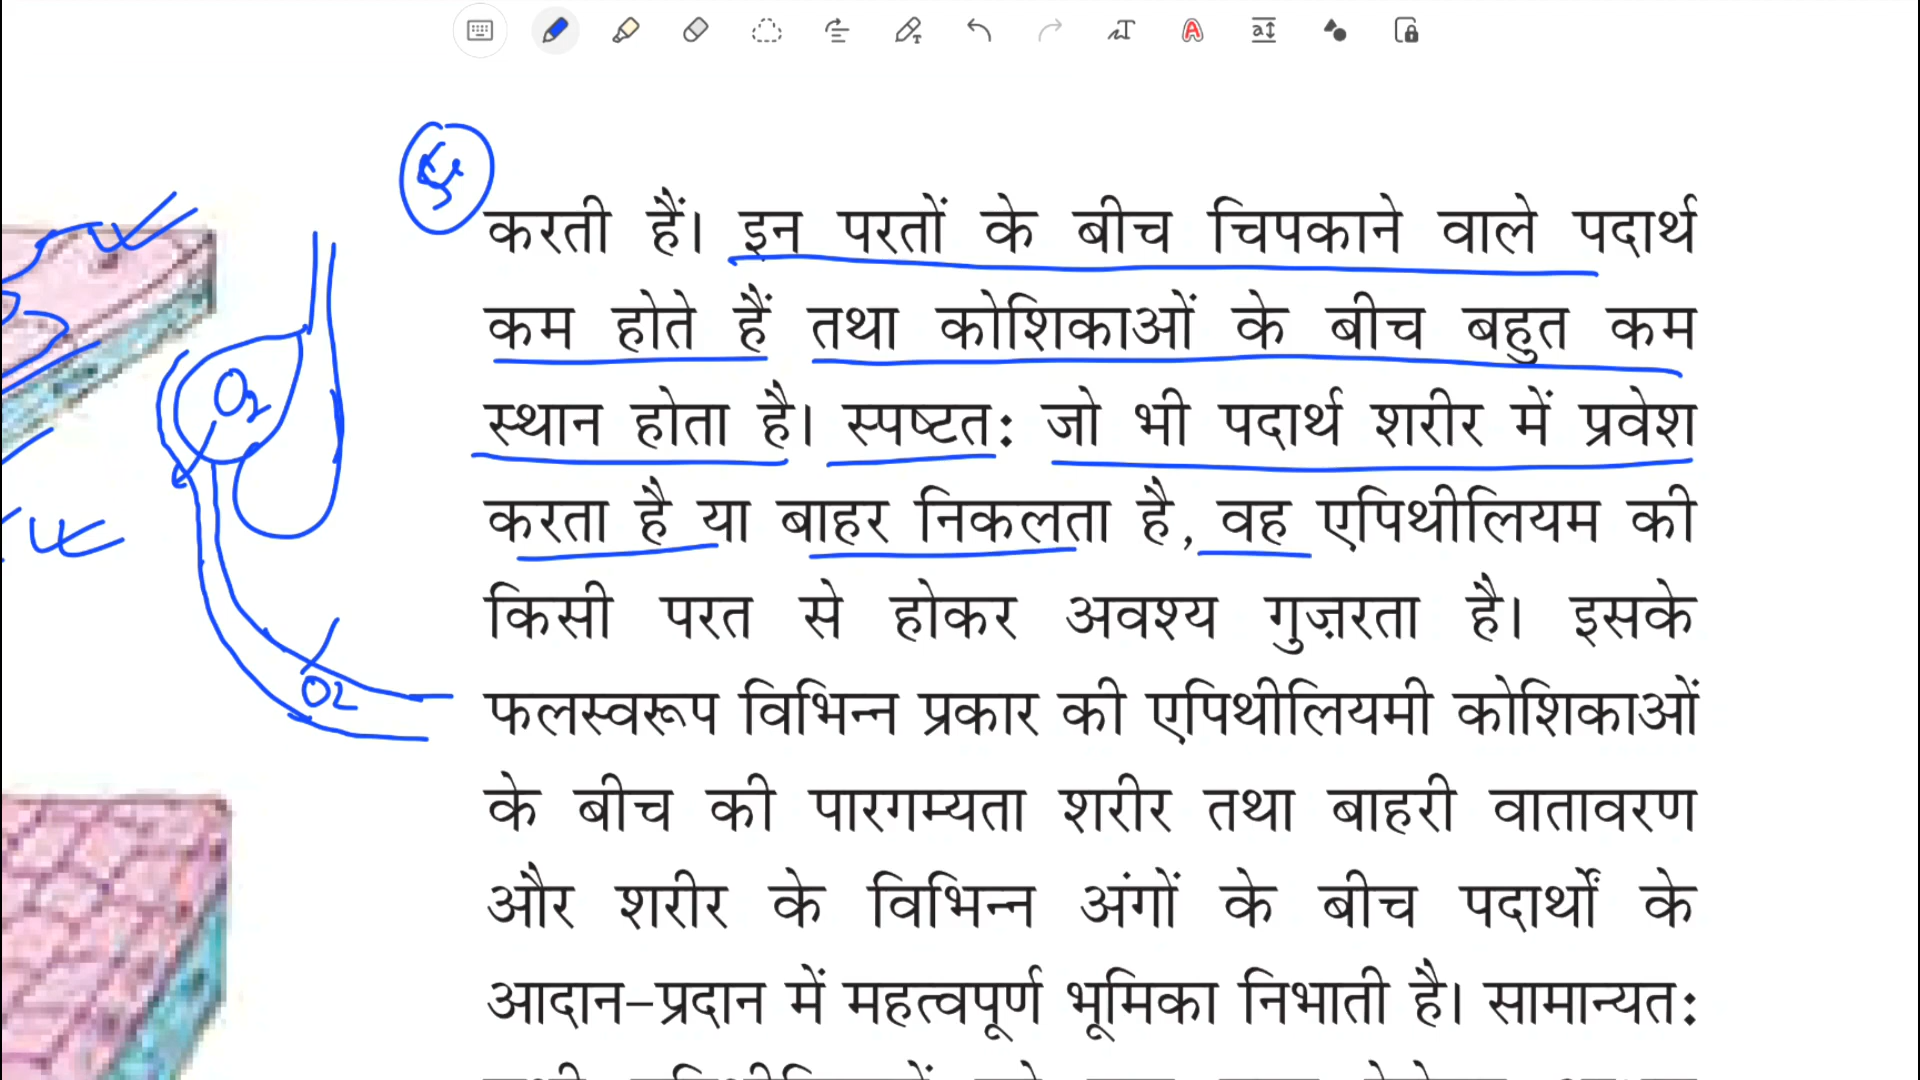 करती हैं। इन परतों के बीच चिपकाने वाले पदार्थ
कम होते हैं तथा कोशिकाओं के बीच बहुत कम
स्थान होता है। स्पष्टत: जो भी पदार्थ शरीर में प्रवेश
करता है या बाहर निकलता है, वह एपिथीलियम की
किसी परत से होकर अवश्य गुज़रता है। इसके
फलस्वरूप विभिन्न प्रकार की एपिथीलियमी कोशिकाओं
के बीच की पारगम्यता शरीर तथा बाहरी वातावरण
और शरीर के विभिन्न अंगों के बीच पदार्थों के
आदान-प्रदान में महत्वपूर्ण भूमिका निभाती है। सामान्यत:
O2
O2